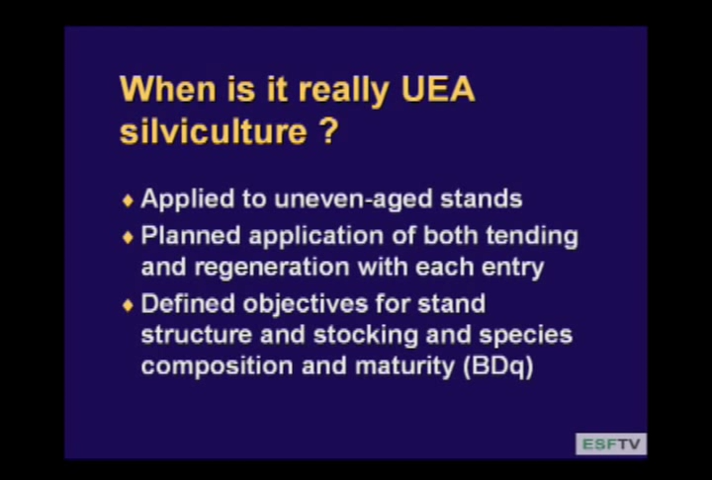 When is it really UEA
silviculture ?
♦ Applied to uneven-aged stands
♦ Planned application of both tending
and regeneration with each entry
♦ Defined objectives for stand
structure and stocking and species
composition and maturity (BDq)
ESFTV